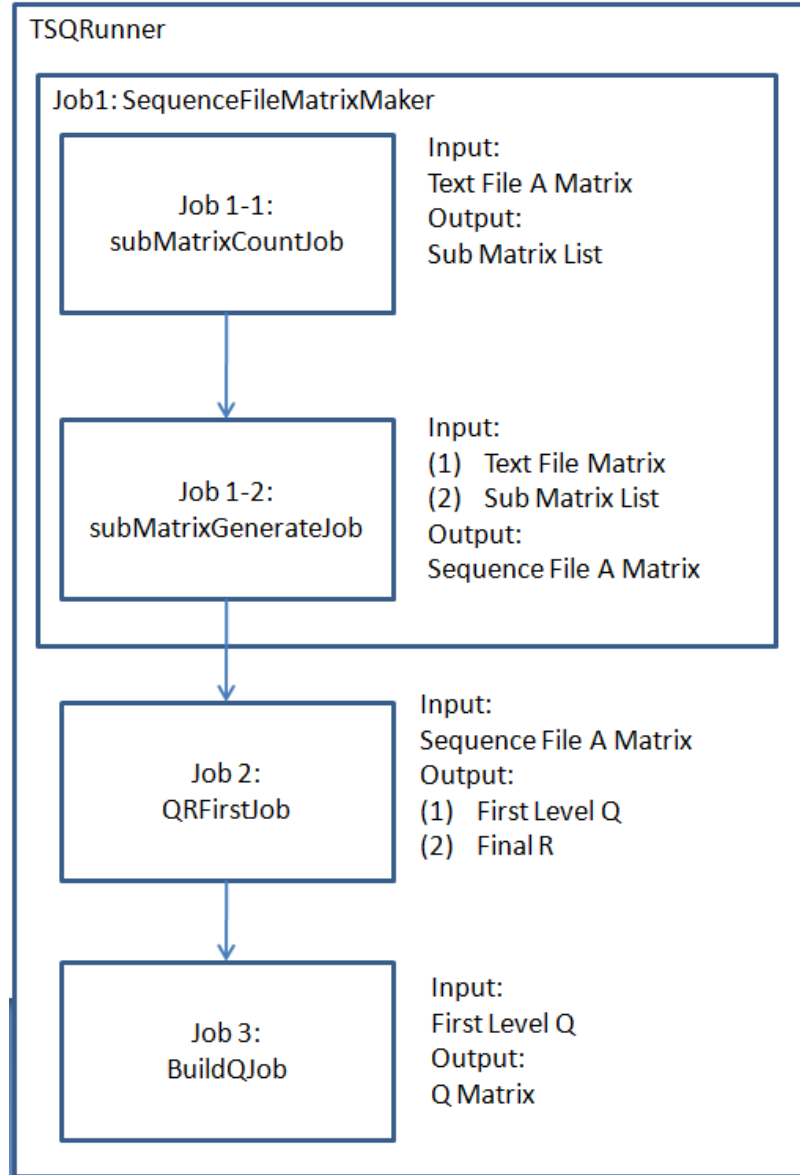 TSQRunner
Job1: SequenceFileMatrixMaker
Job 1-1:
subMatrixCountJob
Input:
Text File A Matrix
Output:
Sub Matrix List
Job 1-2:
subMatrixGenerateJob
Input:
(1) Text File Matrix
(2) Sub Matrix List
Output:
Sequence File A Matrix
Job 2:
QRFirstJob
Input:
Sequence File A Matrix
Output:
(1) First Level Q
(2) Final R
Job 3:
BuildQJob
Input:
First Level Q
Output:
Q Matrix